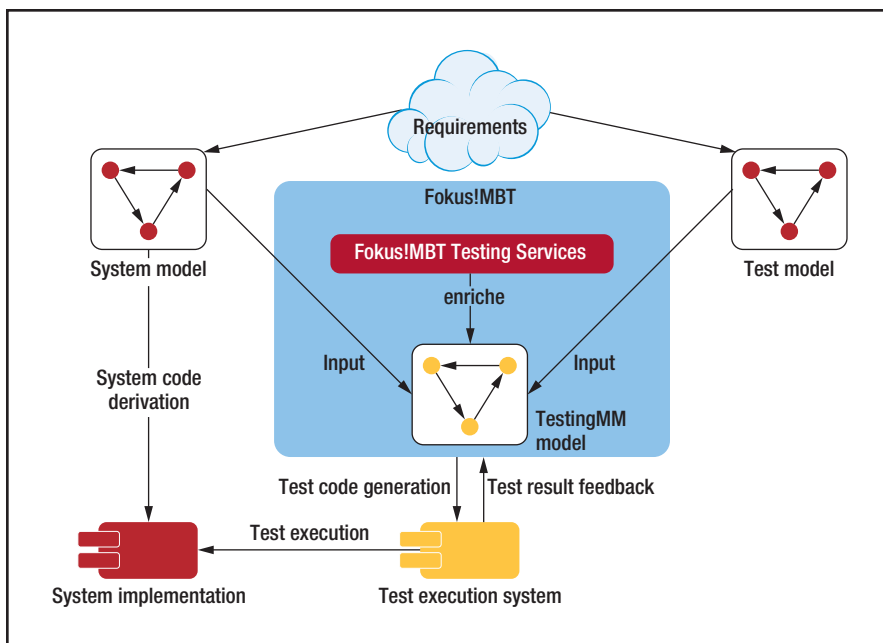 Requirements
Fokus!MBT
Fokus!MBT Testing Services
System model
Test model
enriche
Input
Input
System code
derivation
TestingMM
model
Test code generation
Test result feedback
Test execution
System implementation
Test execution system